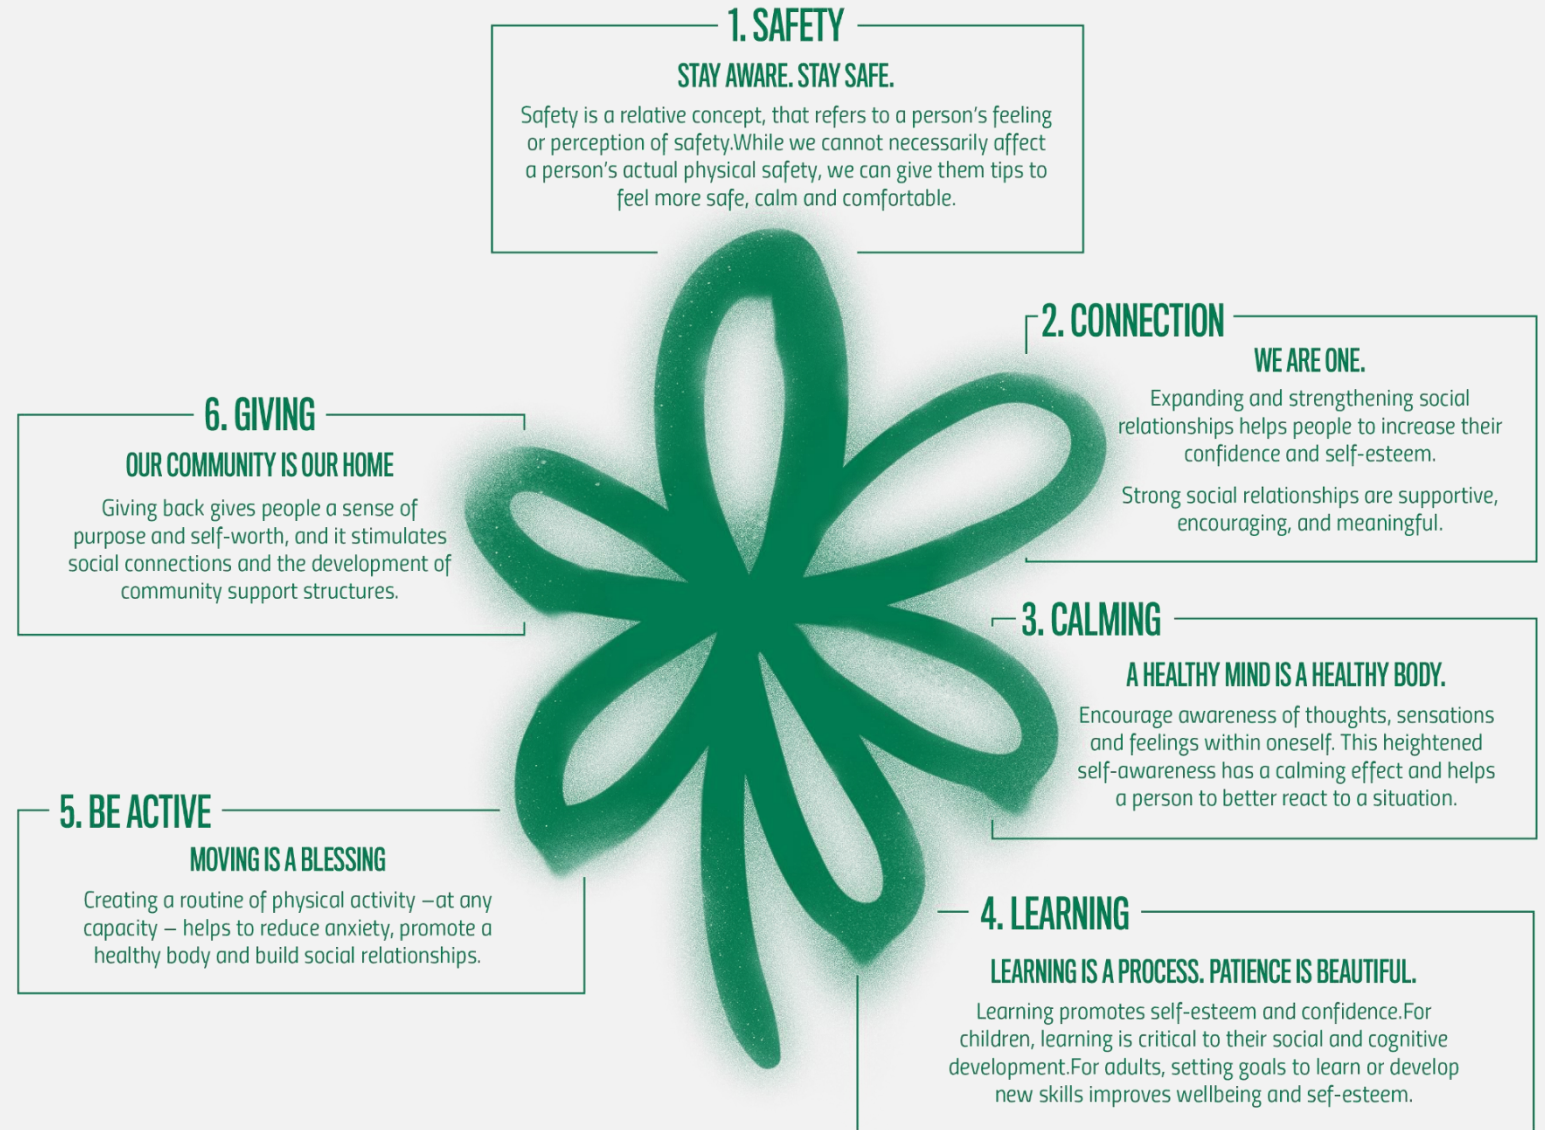 1. SAFETY
STAY AWARE. STAY SAFE.
Safety is a relative concept, that refers to a person's feeling
or perception of safety.While we cannot necessarily affect
a person's actual physical safety, we can give them tips to
feel more safe, calm and comfortable.
2. CONNECTION
WE ARE ONE.
Expanding and strengthening social
relationships helps people to increase their
confidence and self-esteem.
Strong social relationships are supportive,
encouraging, and meaningful.
3. CALMING
A HEALTHY MIND IS A HEALTHY BODY.
Encourage awareness of thoughts, sensations
and feelings within oneself. This heightened
self-awareness has a calming effect and helps
a person to better react to a situation.
4. LEARNING
LEARNING IS A PROCESS. PATIENCE IS BEAUTIFUL.
Learning promotes self-esteem and confidence.For
children, learning is critical to their social and cognitive
development.For adults, setting goals to learn or develop
new skills improves wellbeing and sef-esteem.
5. BE ACTIVE
MOVING IS A BLESSING
Creating a routine of physical activity –at any
capacity – helps to reduce anxiety, promote a
healthy body and build social relationships.
6. GIVING
OUR COMMUNITY IS OUR HOME
Giving back gives people a sense of
purpose and self-worth, and it stimulates
social connections and the development of
community support structures.